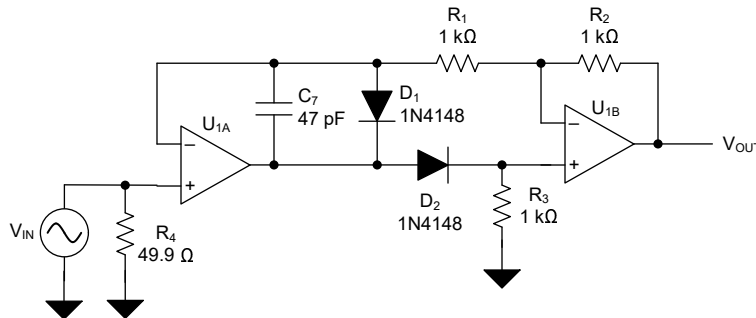 R1
1 kΩ
R2
1 kΩ
C7
47 pF
D1
1N4148
U1A
U1B
–
+
–
+
VOUT
D2
1N4148
R3
1 kΩ
VIN
R4
49.9 Ω